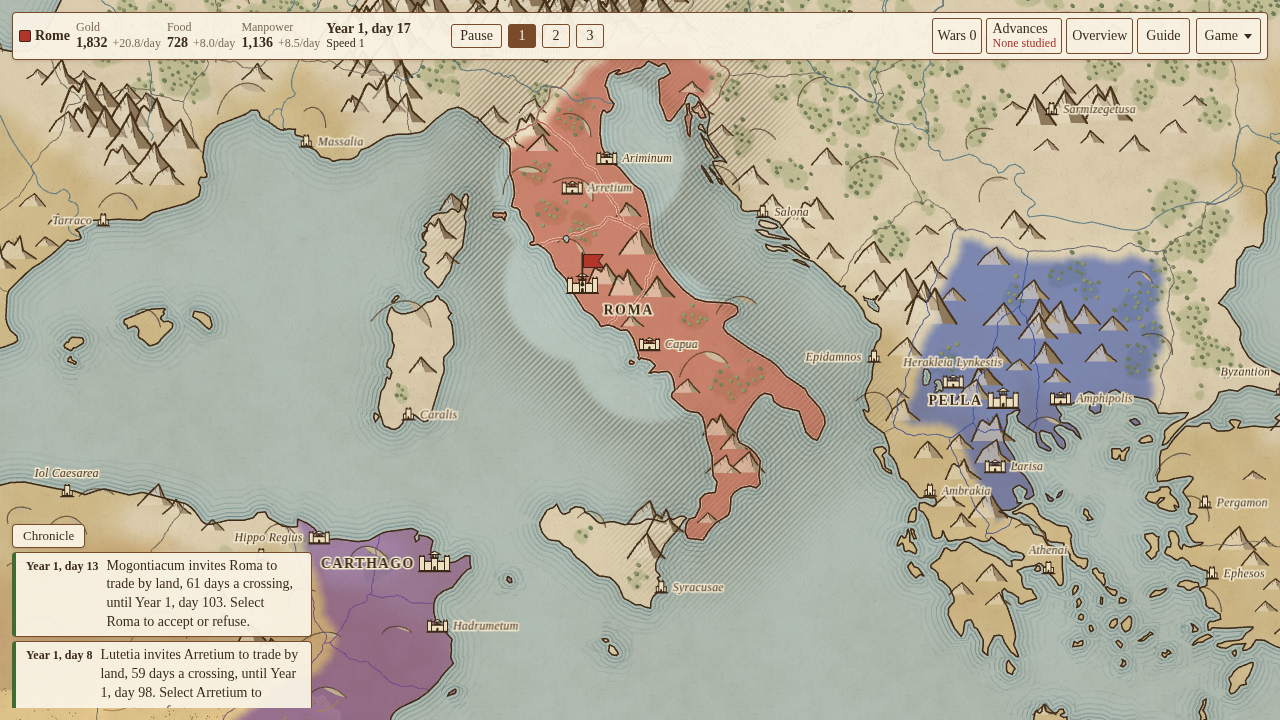 Rome
Gold
1,832 +20.8/day
Food
728 +8.0/day
Manpower
1,136 +8.5/day
Year 1, day 17
Speed 1
Pause
1
2
3
Wars 0
Advances
None studied
Overview
Guide
Game
Sarmizegetusa
Massalia
Ariminum
Arretium
Tarraco
Salona
ROMA
Capua
Epidamnos
Herakleia Lynkestis
Byzantion
PELLA
Amphipolis
Caralis
Larisa
Iol Caesarea
Ambrakia
Pergamon
Hippo Regius
CARTHAGO
Athenai
Ephesos
Syracusae
Hadrumetum
Chronicle
Year 1, day 13 Mogontiacum invites Roma to
trade by land, 61 days a crossing,
until Year 1, day 103. Select
Roma to accept or refuse.
Year 1, day 8 Lutetia invites Arretium to trade by
land, 59 days a crossing, until Year
1, day 98. Select Arretium to